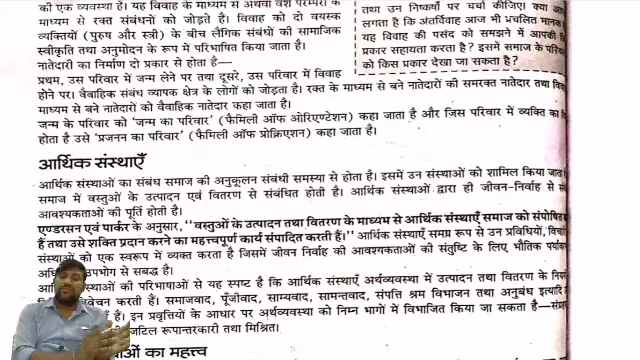 की एक व्यवस्था है। यह विवाह के माध्यम से अथवा वंश परम्परा के
माध्यम से रक्त संबंधनों को जोड़ते है। विवाह को दो वयस्क
व्यक्तियों (पुरुष और स्त्री) के बीच लैंगिक संबंधों की सामाजिक
स्वीकृति तथा अनुमोदन के रूप में परिभाषित किया जाता है।
नातेदारी का निर्माण दो प्रकार से होता है—
तथा उन निष्कर्षों पर चर्चा कीजिए। क्या
लगता है कि अंतर्विवाह आज भी प्रचलित मानक
यह विवाह की पसंद को समझने में आपकी
प्रकार सहायता करता है? इसमें समाज के
को किस प्रकार देखा जा सकता है?
प्रथम, उस परिवार में जन्म लेने पर तथा दूसरे, उस परिवार में विवाह
होने पर। वैवाहिक संबंध व्यापक क्षेत्र के लोगों को जोड़ता है। रक्त के माध्यम से बने नातेदारों की समरक्त नातेदार तथा
माध्यम से बने नातेदारों को वैवाहिक नातेदार कहा जाता है।
जन्म के परिवार को 'जन्म का परिवार' (फैमिली ऑफ ओरिएण्टेशन) कहा जाता है और ज़िस परिवार में व्यक्ति का
होता है उसे 'प्रजनन का परिवार' (फैमिली ऑफ प्रोक्रिएशन) कहा जाता है।
आर्थिक संस्थाएँ
आर्थिक संस्थाओं का संबंध समाज को अनुकूलन संबंधी समस्या से होता है। इसमें उन संस्थाओं को शामिल किया जाता
समाज में वस्तुओं के उत्पादन एवं वितरण से संबंधित होती है। आर्थिक संस्थाओं द्वारा ही जीवन-निर्वाह से
आवश्यकताओं की पूर्ति होती है।
एण्डरसन एवं पार्कर के अनुसार, "वस्तुओं के उत्पादन तथा वितरण के माध्यम से आर्थिक संस्थाएँ समाज को संपोषित
हैं तथा उसे शक्ति प्रदान करने का महत्त्वपूर्ण कार्य संपादित करती हैं।" आर्थिक संस्थाएँ समग्र रूप से उन प्रविधियों,
संस्थाओं को एक स्वरूप में व्यक्त करता है जिसमें जीवन निर्वाह की आवश्यकताओं की संतुष्टि के लिए भौतिक
उपभोग से सबद्ध है।
संस्थाओं की परिभाषाओं से यह स्पष्ट है कि आर्थिक संस्थाएँ अर्थव्यवस्था में उत्पादन तथा वितरण के
करती हैं। समाजवाद, पूँजीवाद, साम्यवाद, सामन्तवाद, संपत्ति श्रम विभाजन तथा अनुबंध इत्यादि
हैं। इन प्रवृत्तियों के आधार पर अर्थव्यवस्था को निम्न भागों में विभाजित किया जा सकता है—
जटिल रूपान्तरकारी तथा मिश्रित।
का महत्त्व